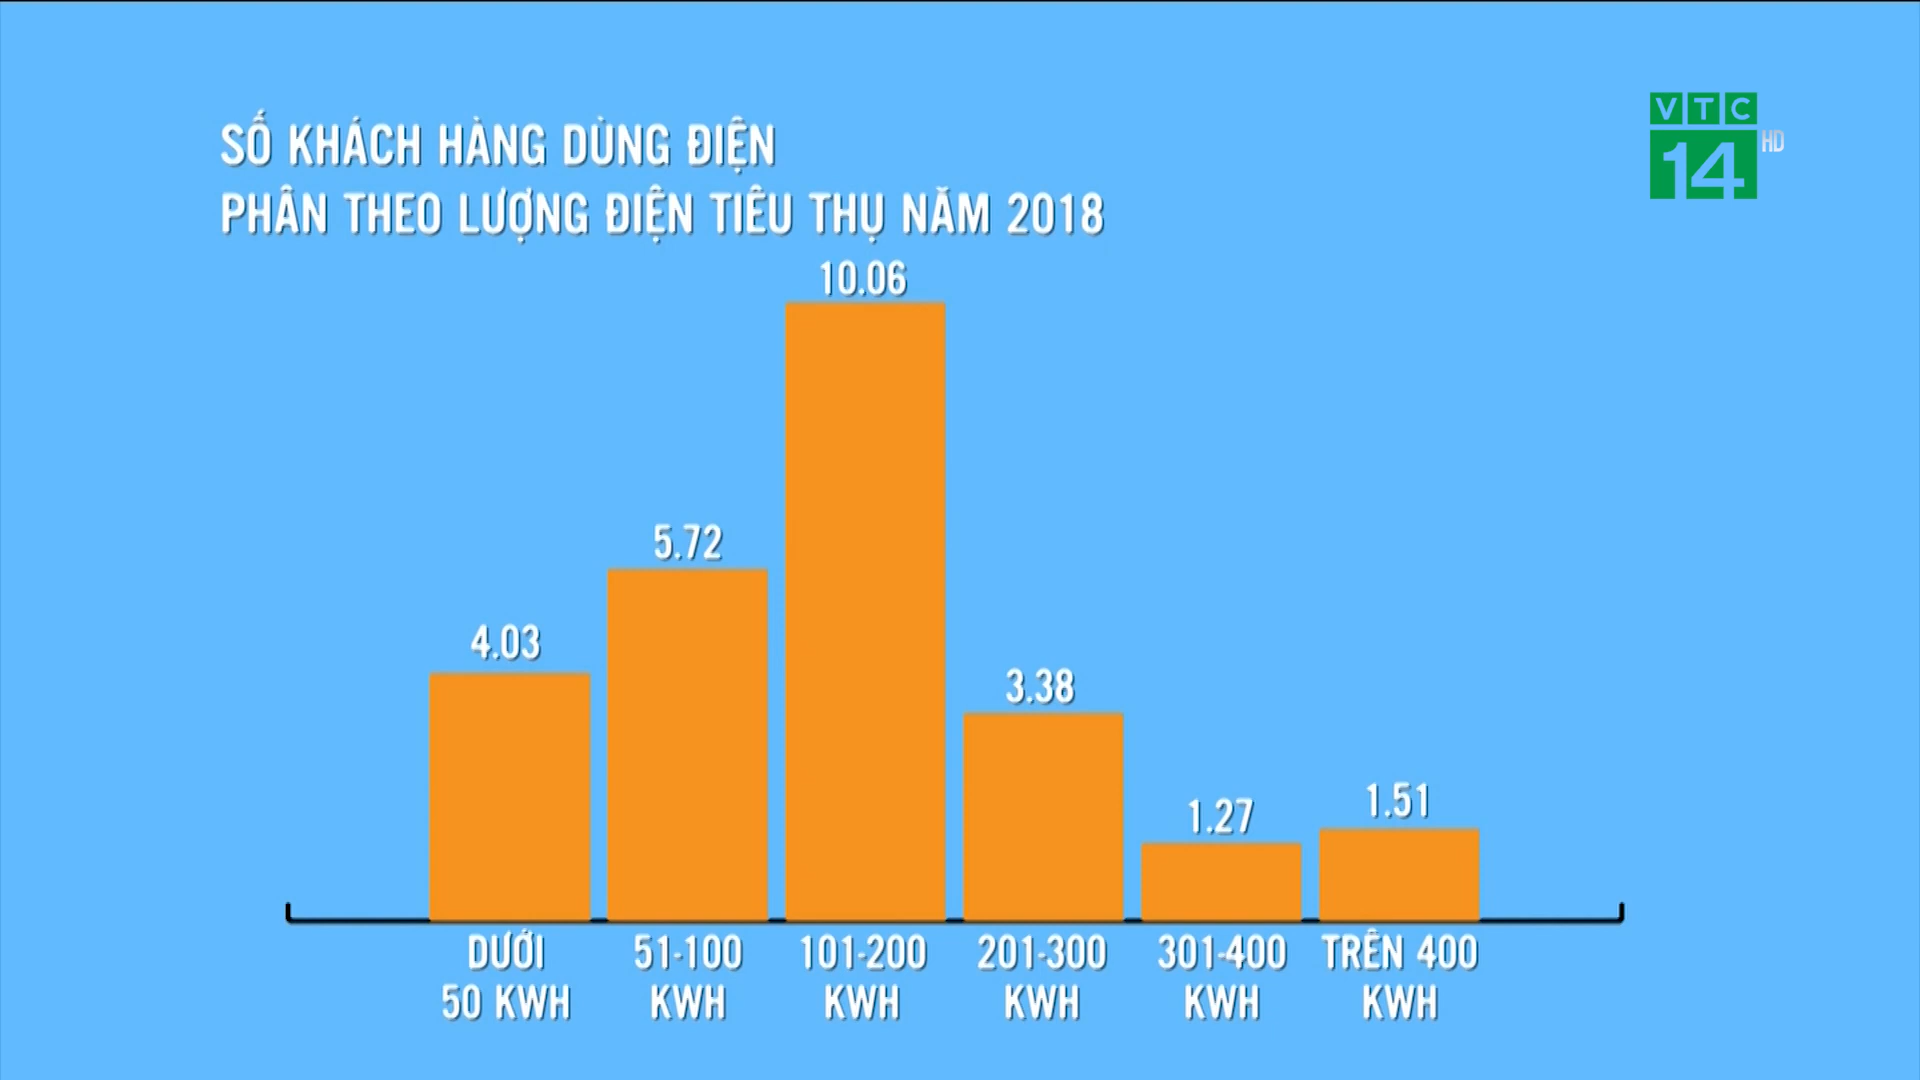 VTC
14 HD
SỐ KHÁCH HÀNG DÙNG ĐIỆN
PHÂN THEO LƯỢNG ĐIỆN TIÊU THỤ NĂM 2018
10.06
5.72
4.03
3.38
1.27
1.51
DƯỚI 51-100 101-200 201-300 301-400 TRÊN 400
50 KWH KWH KWH KWH KWH KWH